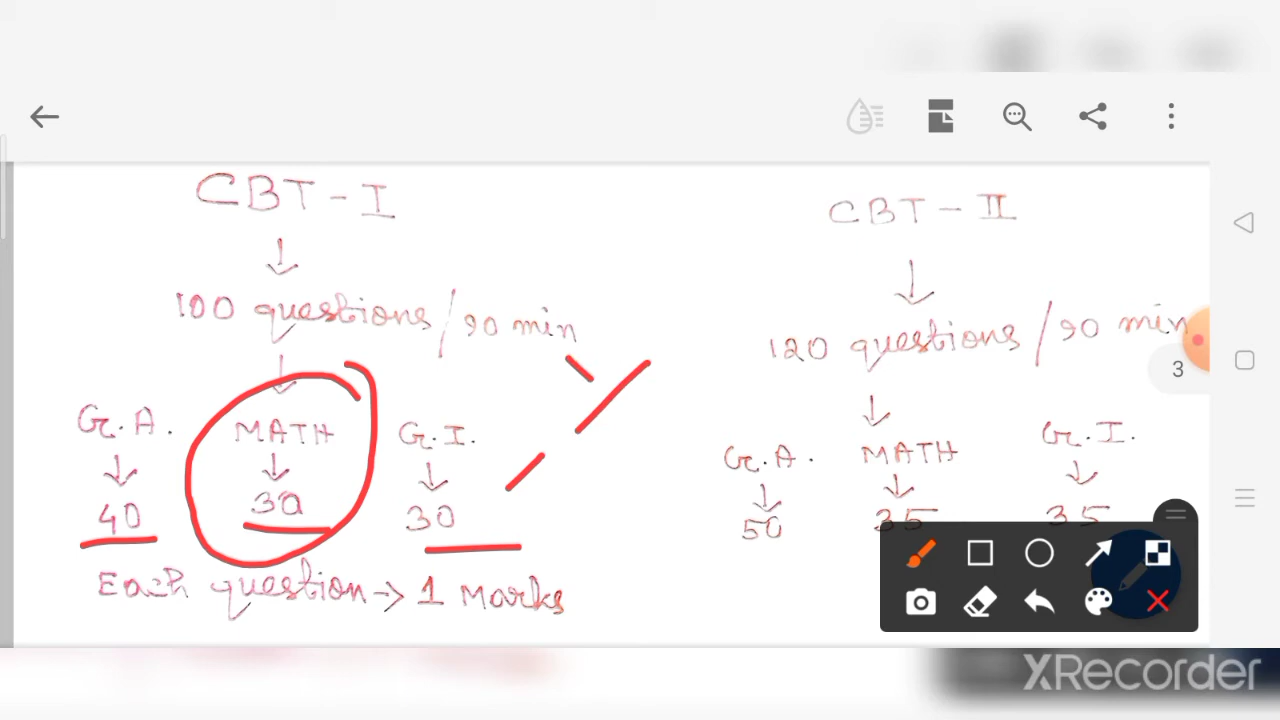 CBT - I
↓
100 questions / 90 min
↓
G.A. MATH G.I.
↓ ↓ ↓
40 30 30
Each question → 1 Marks
CBT - II
↓
120 questions / 90 min
↓
G.A. MATH G.I.
↓ ↓ ↓
50 35 35
3
XRecorder